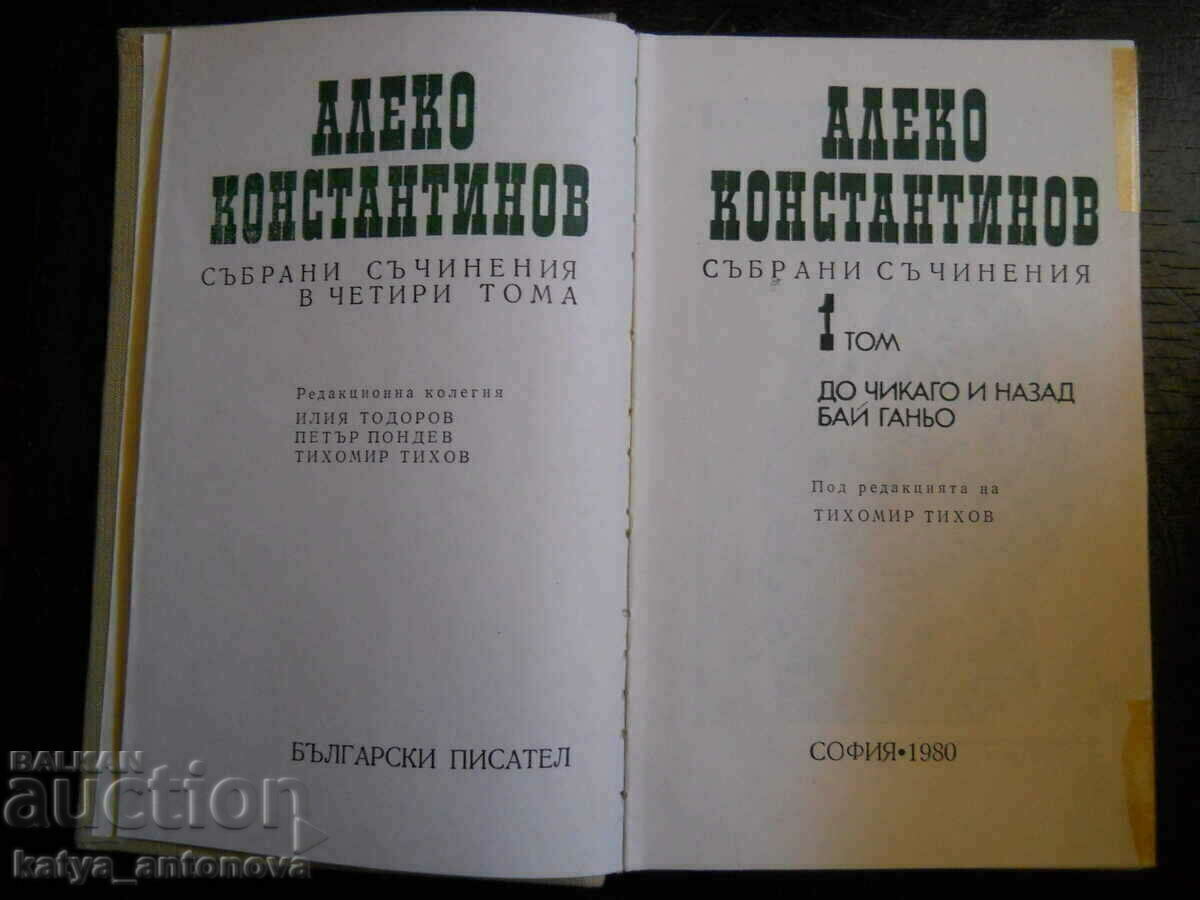 АЛЕКО
КОНСТАНТИНОВ
СЪБРАНИ СЪЧИНЕНИЯ
В ЧЕТИРИ ТОМА
Редакционна колегия
ИЛИЯ ТОДОРОВ
ПЕТЪР ПОНДЕВ
ТИХОМИР ТИХОВ
БЪЛГАРСКИ ПИСАТЕЛ
АЛЕКО
КОНСТАНТИНОВ
СЪБРАНИ СЪЧИНЕНИЯ
1 ТОМ
ДО ЧИКАГО И НАЗАД
БАЙ ГАНЬО
Под редакцията на
ТИХОМИР ТИХОВ
СОФИЯ•1980
BALKAN
auction
katya_antonova